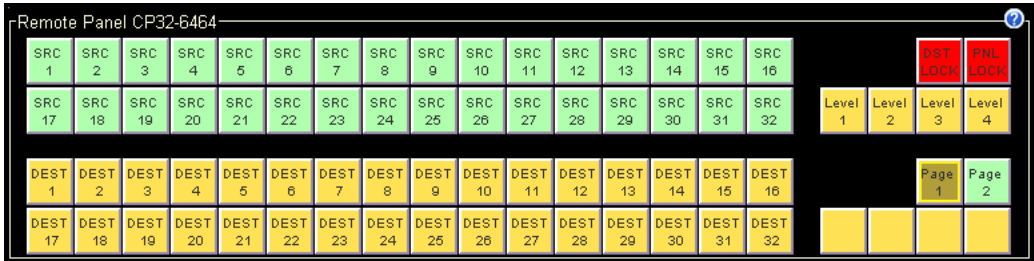 Remote Panel CP32-6464
?
SRC SRC SRC SRC SRC SRC SRC SRC SRC SRC SRC SRC SRC SRC SRC SRC DST PNL
1 2 3 4 5 6 7 8 9 10 11 12 13 14 15 16 LOCK LOCK
SRC SRC SRC SRC SRC SRC SRC SRC SRC SRC SRC SRC SRC SRC SRC SRC Level Level Level Level
17 18 19 20 21 22 23 24 25 26 27 28 29 30 31 32 1 2 3 4
DEST DEST DEST DEST DEST DEST DEST DEST DEST DEST DEST DEST DEST DEST DEST DEST Page Page
1 2 3 4 5 6 7 8 9 10 11 12 13 14 15 16 1 2
DEST DEST DEST DEST DEST DEST DEST DEST DEST DEST DEST DEST DEST DEST DEST DEST
17 18 19 20 21 22 23 24 25 26 27 28 29 30 31 32